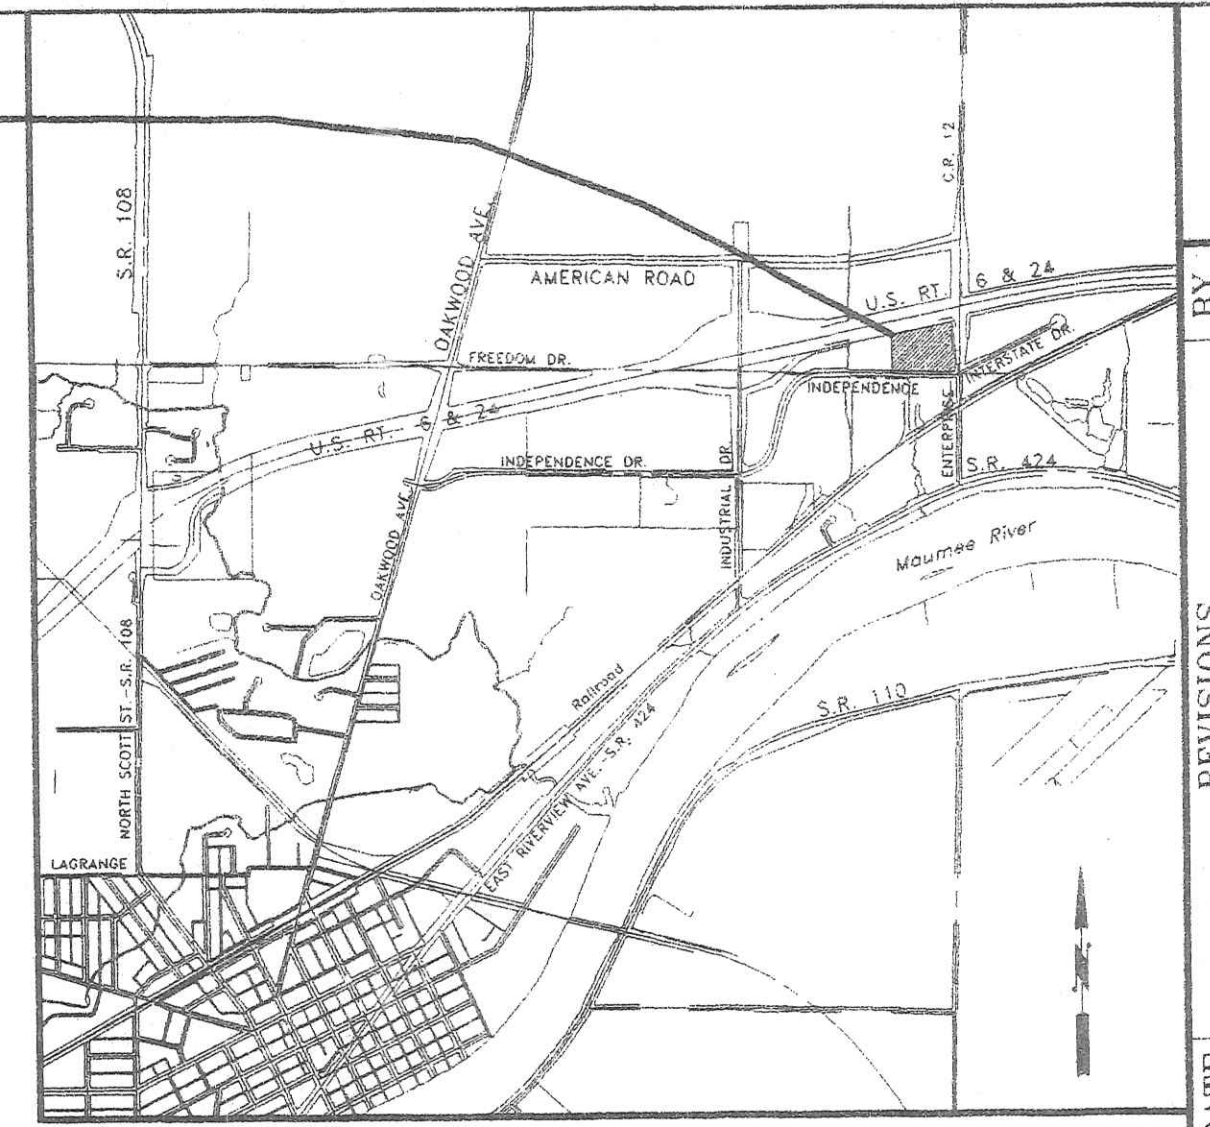 C.R. 12
S.R. 108
OAKWOOD AVE.
AMERICAN ROAD
U.S. RT. 6 & 24
BY
FREEDOM DR.
INTERSTATE DR.
INDEPENDENCE
U.S. RT. 6 & 24
ENTERPRISE
INDEPENDENCE DR.
INDUSTRIAL DR.
S.R. 424
OAKWOOD AVE.
Maumee River
NORTH SCOTT ST.-S.R. 108
REVISIONS
Railroad
S.R. 110
EAST RIVERVIEW AVE.-S.R. 424
LAGRANGE
N